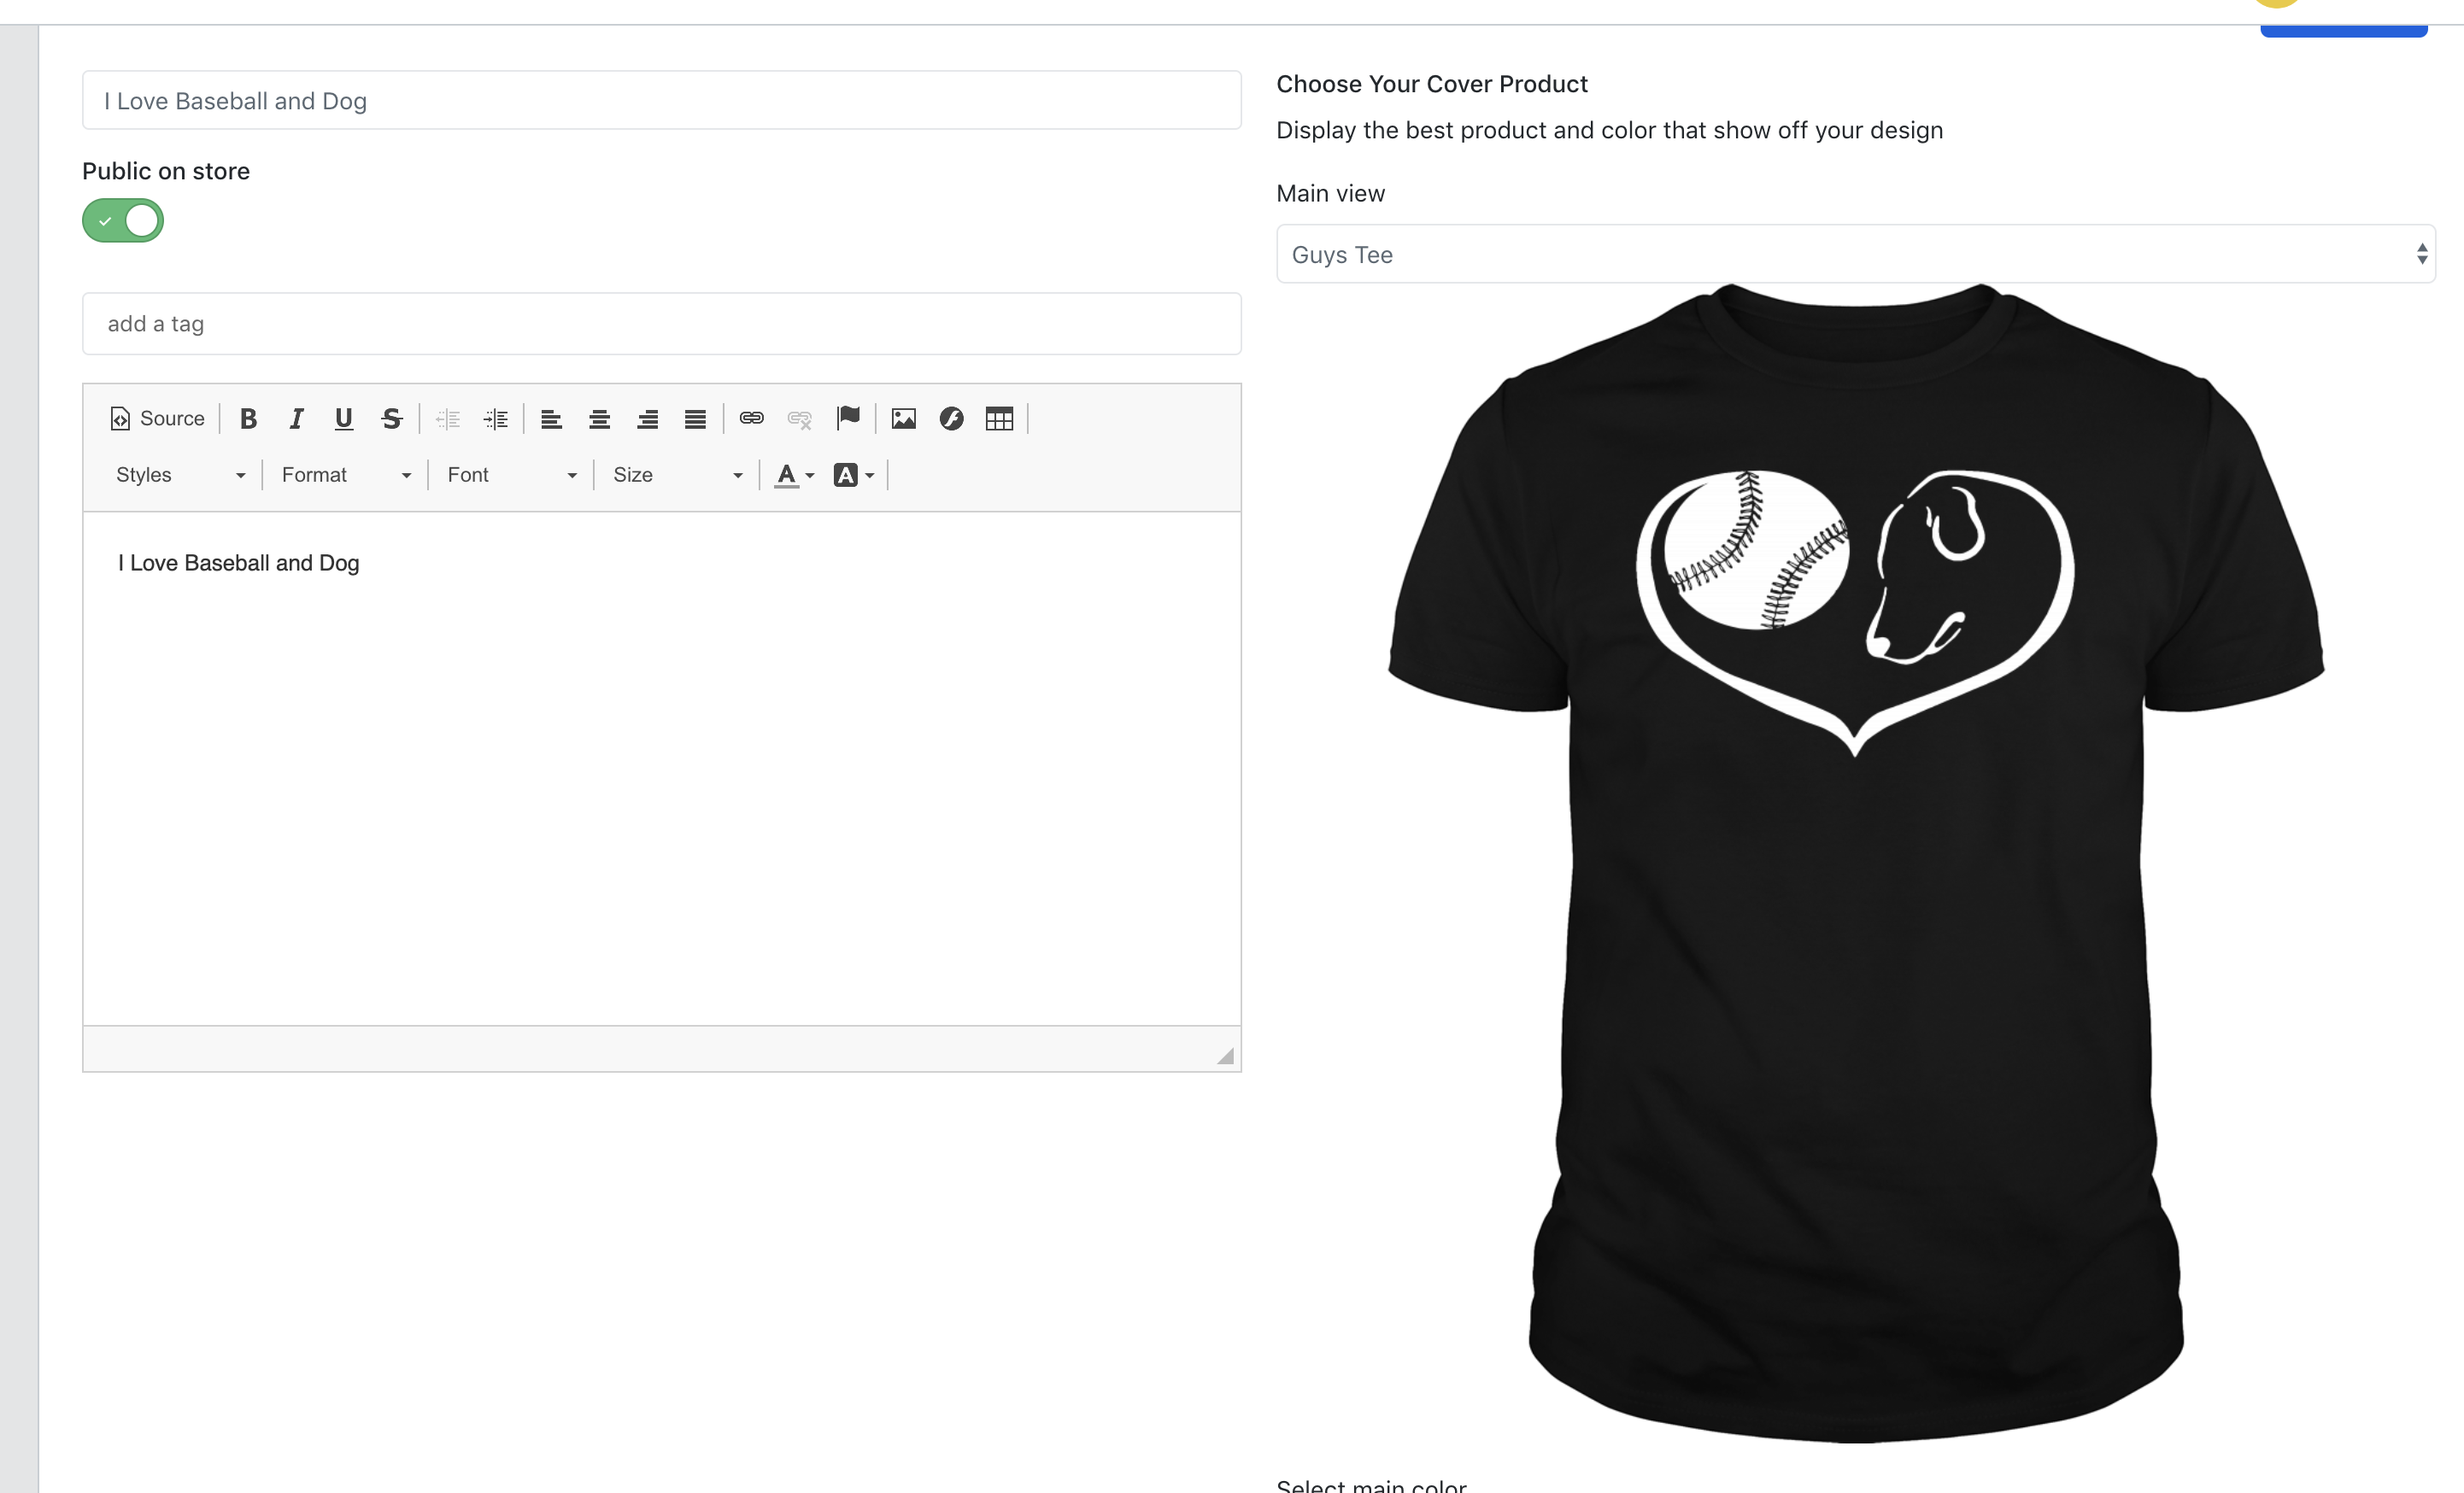 I Love Baseball and Dog
Public on store
add a tag
Source B I U S
Styles Format Font Size A A
I Love Baseball and Dog
Choose Your Cover Product
Display the best product and color that show off your design
Main view
Guys Tee
Select main color